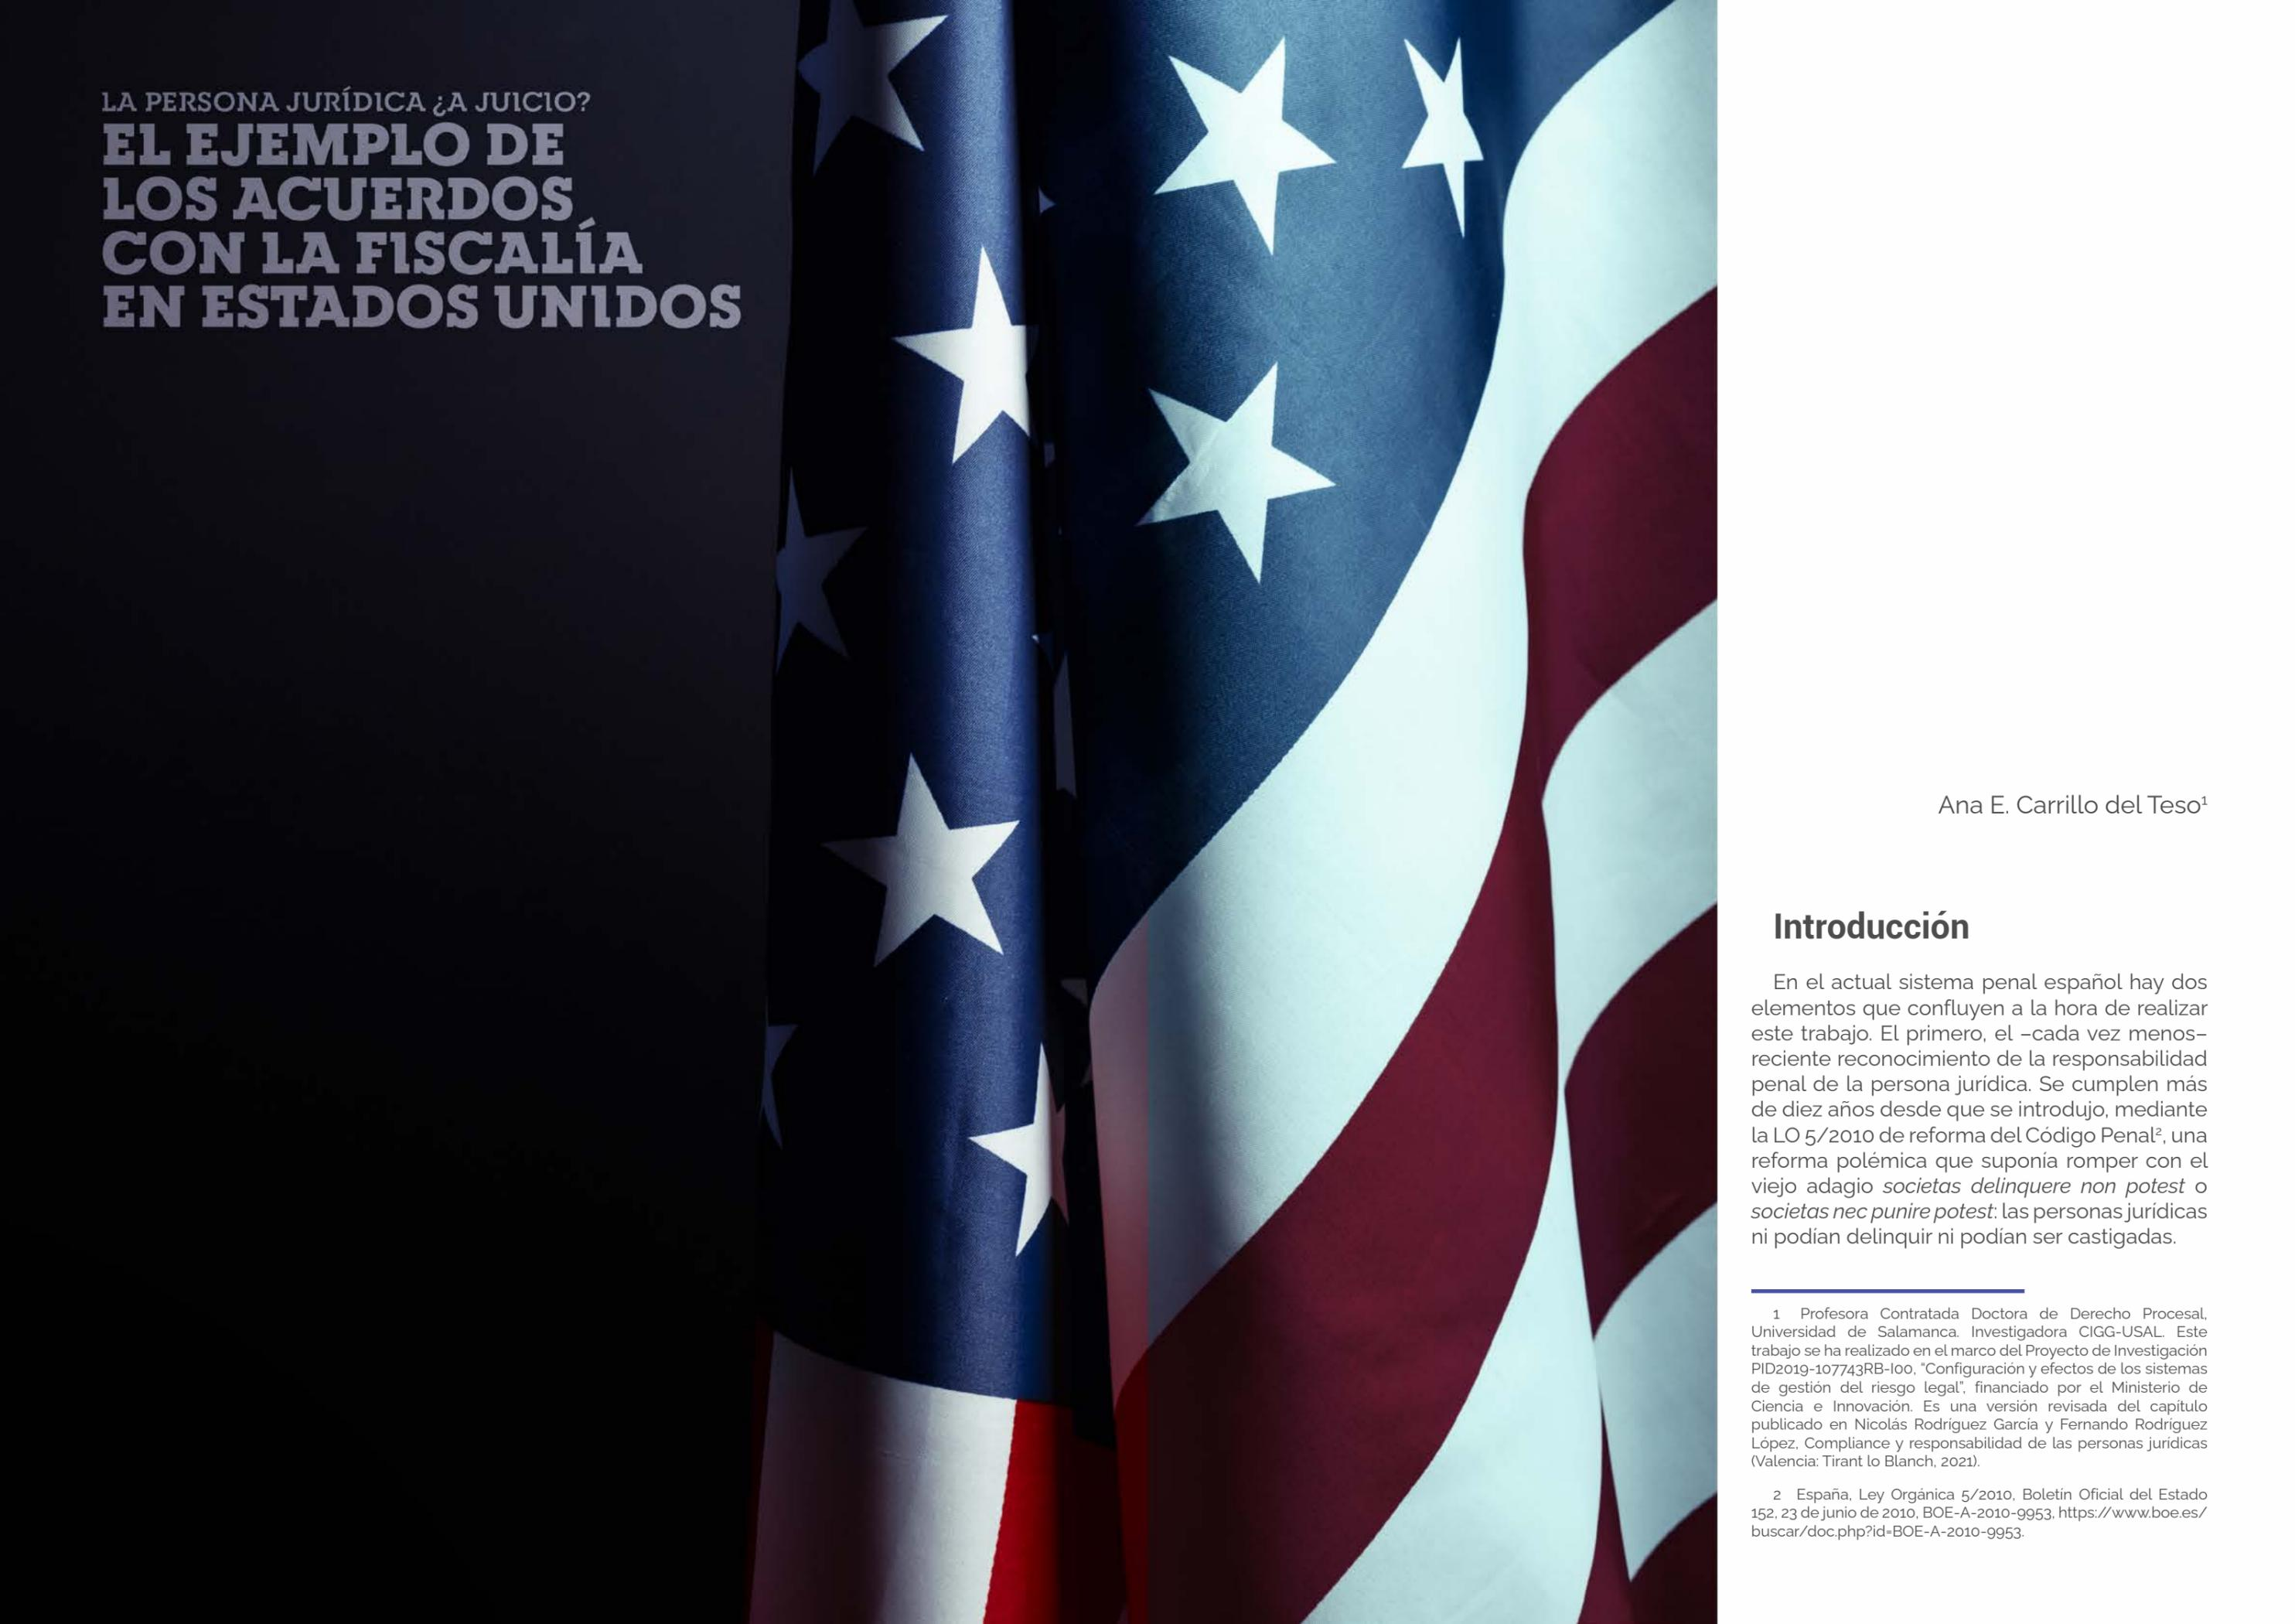 LA PERSONA JURÍDICA ¿A JUICIO?
EL EJEMPLO DE
LOS ACUERDOS
CON LA FISCALÍA
EN ESTADOS UNIDOS
Ana E. Carrillo del Teso¹
Introducción
En el actual sistema penal español hay dos
elementos que confluyen a la hora de realizar
este trabajo. El primero, el –cada vez menos–
reciente reconocimiento de la responsabilidad
penal de la persona jurídica. Se cumplen más
de diez años desde que se introdujo, mediante
la LO 5/2010 de reforma del Código Penal², una
reforma polémica que suponía romper con el
viejo adagio societas delinquere non potest o
societas nec punire potest: las personas jurídicas
ni podían delinquir ni podían ser castigadas.
1 Profesora Contratada Doctora de Derecho Procesal,
Universidad de Salamanca. Investigadora CIGG-USAL. Este
trabajo se ha realizado en el marco del Proyecto de Investigación
PID2019-107743RB-I00, “Configuración y efectos de los sistemas
de gestión del riesgo legal”, financiado por el Ministerio de
Ciencia e Innovación. Es una versión revisada del capítulo
publicado en Nicolás Rodríguez García y Fernando Rodríguez
López, Compliance y responsabilidad de las personas jurídicas
(Valencia: Tirant lo Blanch, 2021).
2 España, Ley Orgánica 5/2010, Boletín Oficial del Estado
152, 23 de junio de 2010, BOE-A-2010-9953, https://www.boe.es/
buscar/doc.php?id=BOE-A-2010-9953.